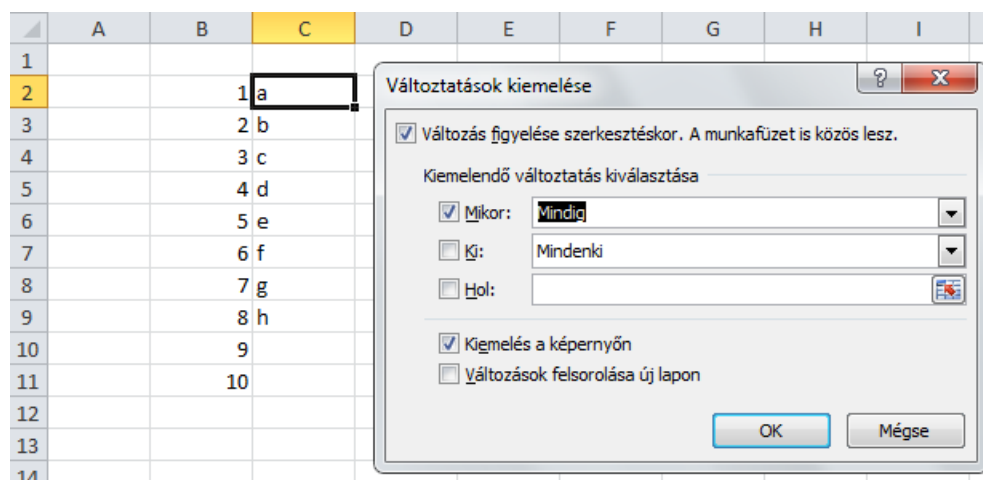 A B C D E F G H I
1
2 1 a
3 2 b
4 3 c
5 4 d
6 5 e
7 6 f
8 7 g
9 8 h
10 9
11 10
12
13
14
Változtatások kiemelése
Változás figyelése szerkesztéskor. A munkafüzet is közös lesz.
Kiemelendő változtatás kiválasztása
Mikor: Mindig
Ki: Mindenki
Hol:
Kiemelés a képernyőn
Változások felsorolása új lapon
OK Mégse